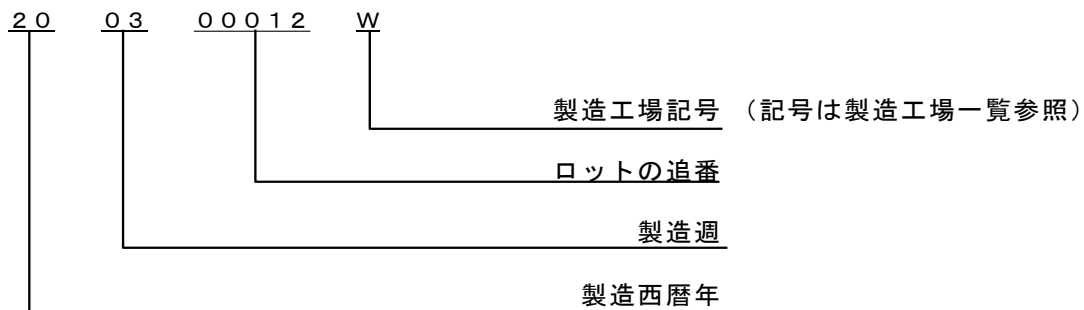 ２０　０３　０００１２　Ｗ
製造工場記号　（記号は製造工場一覧参照）
ロットの追番
製造週
製造西暦年